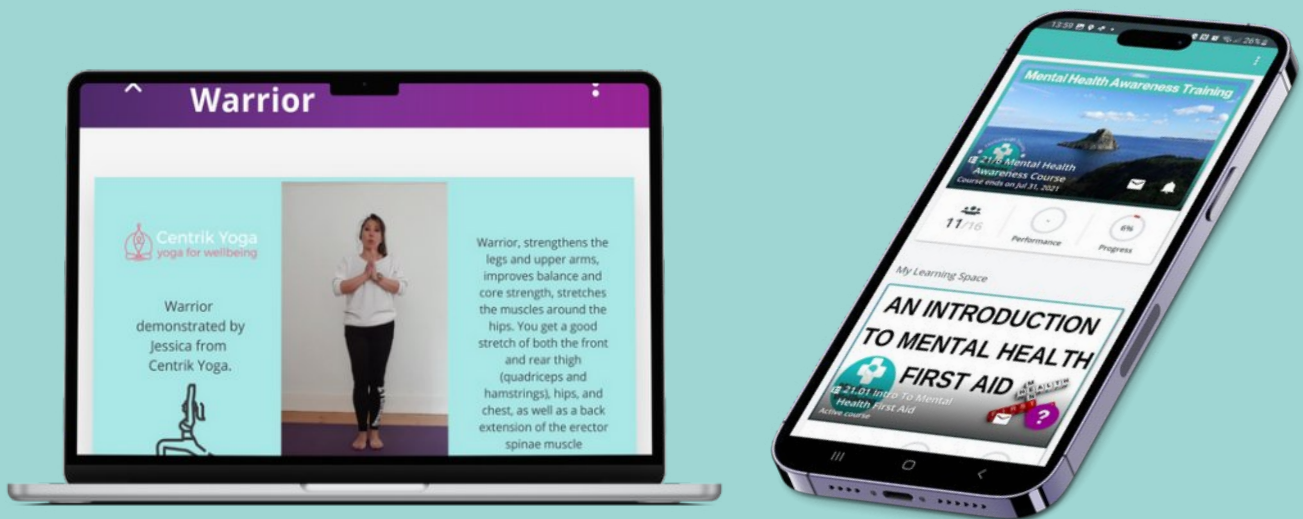 Warrior
Centrik Yoga
yoga for wellbeing
Warrior
demonstrated by
Jessica from
Centrik Yoga.
Warrior, strengthens the
legs and upper arms,
improves balance and
core strength, stretches
the muscles around the
hips. You get a good
stretch of both the front
and rear thigh
(quadriceps and
hamstrings), hips, and
chest, as well as a back
extension of the erector
spinae muscle
13:59
26%
Mental Health Awareness Training
21/6 Mental Health
Awareness Course
Course ends on Jul 31, 2021
11/16
Performance
6%
Progress
My Learning Space
AN INTRODUCTION
TO MENTAL HEALTH
FIRST AID
HEALTH
FIRST
21.01 Intro To Mental
Health First Aid
Active course
?